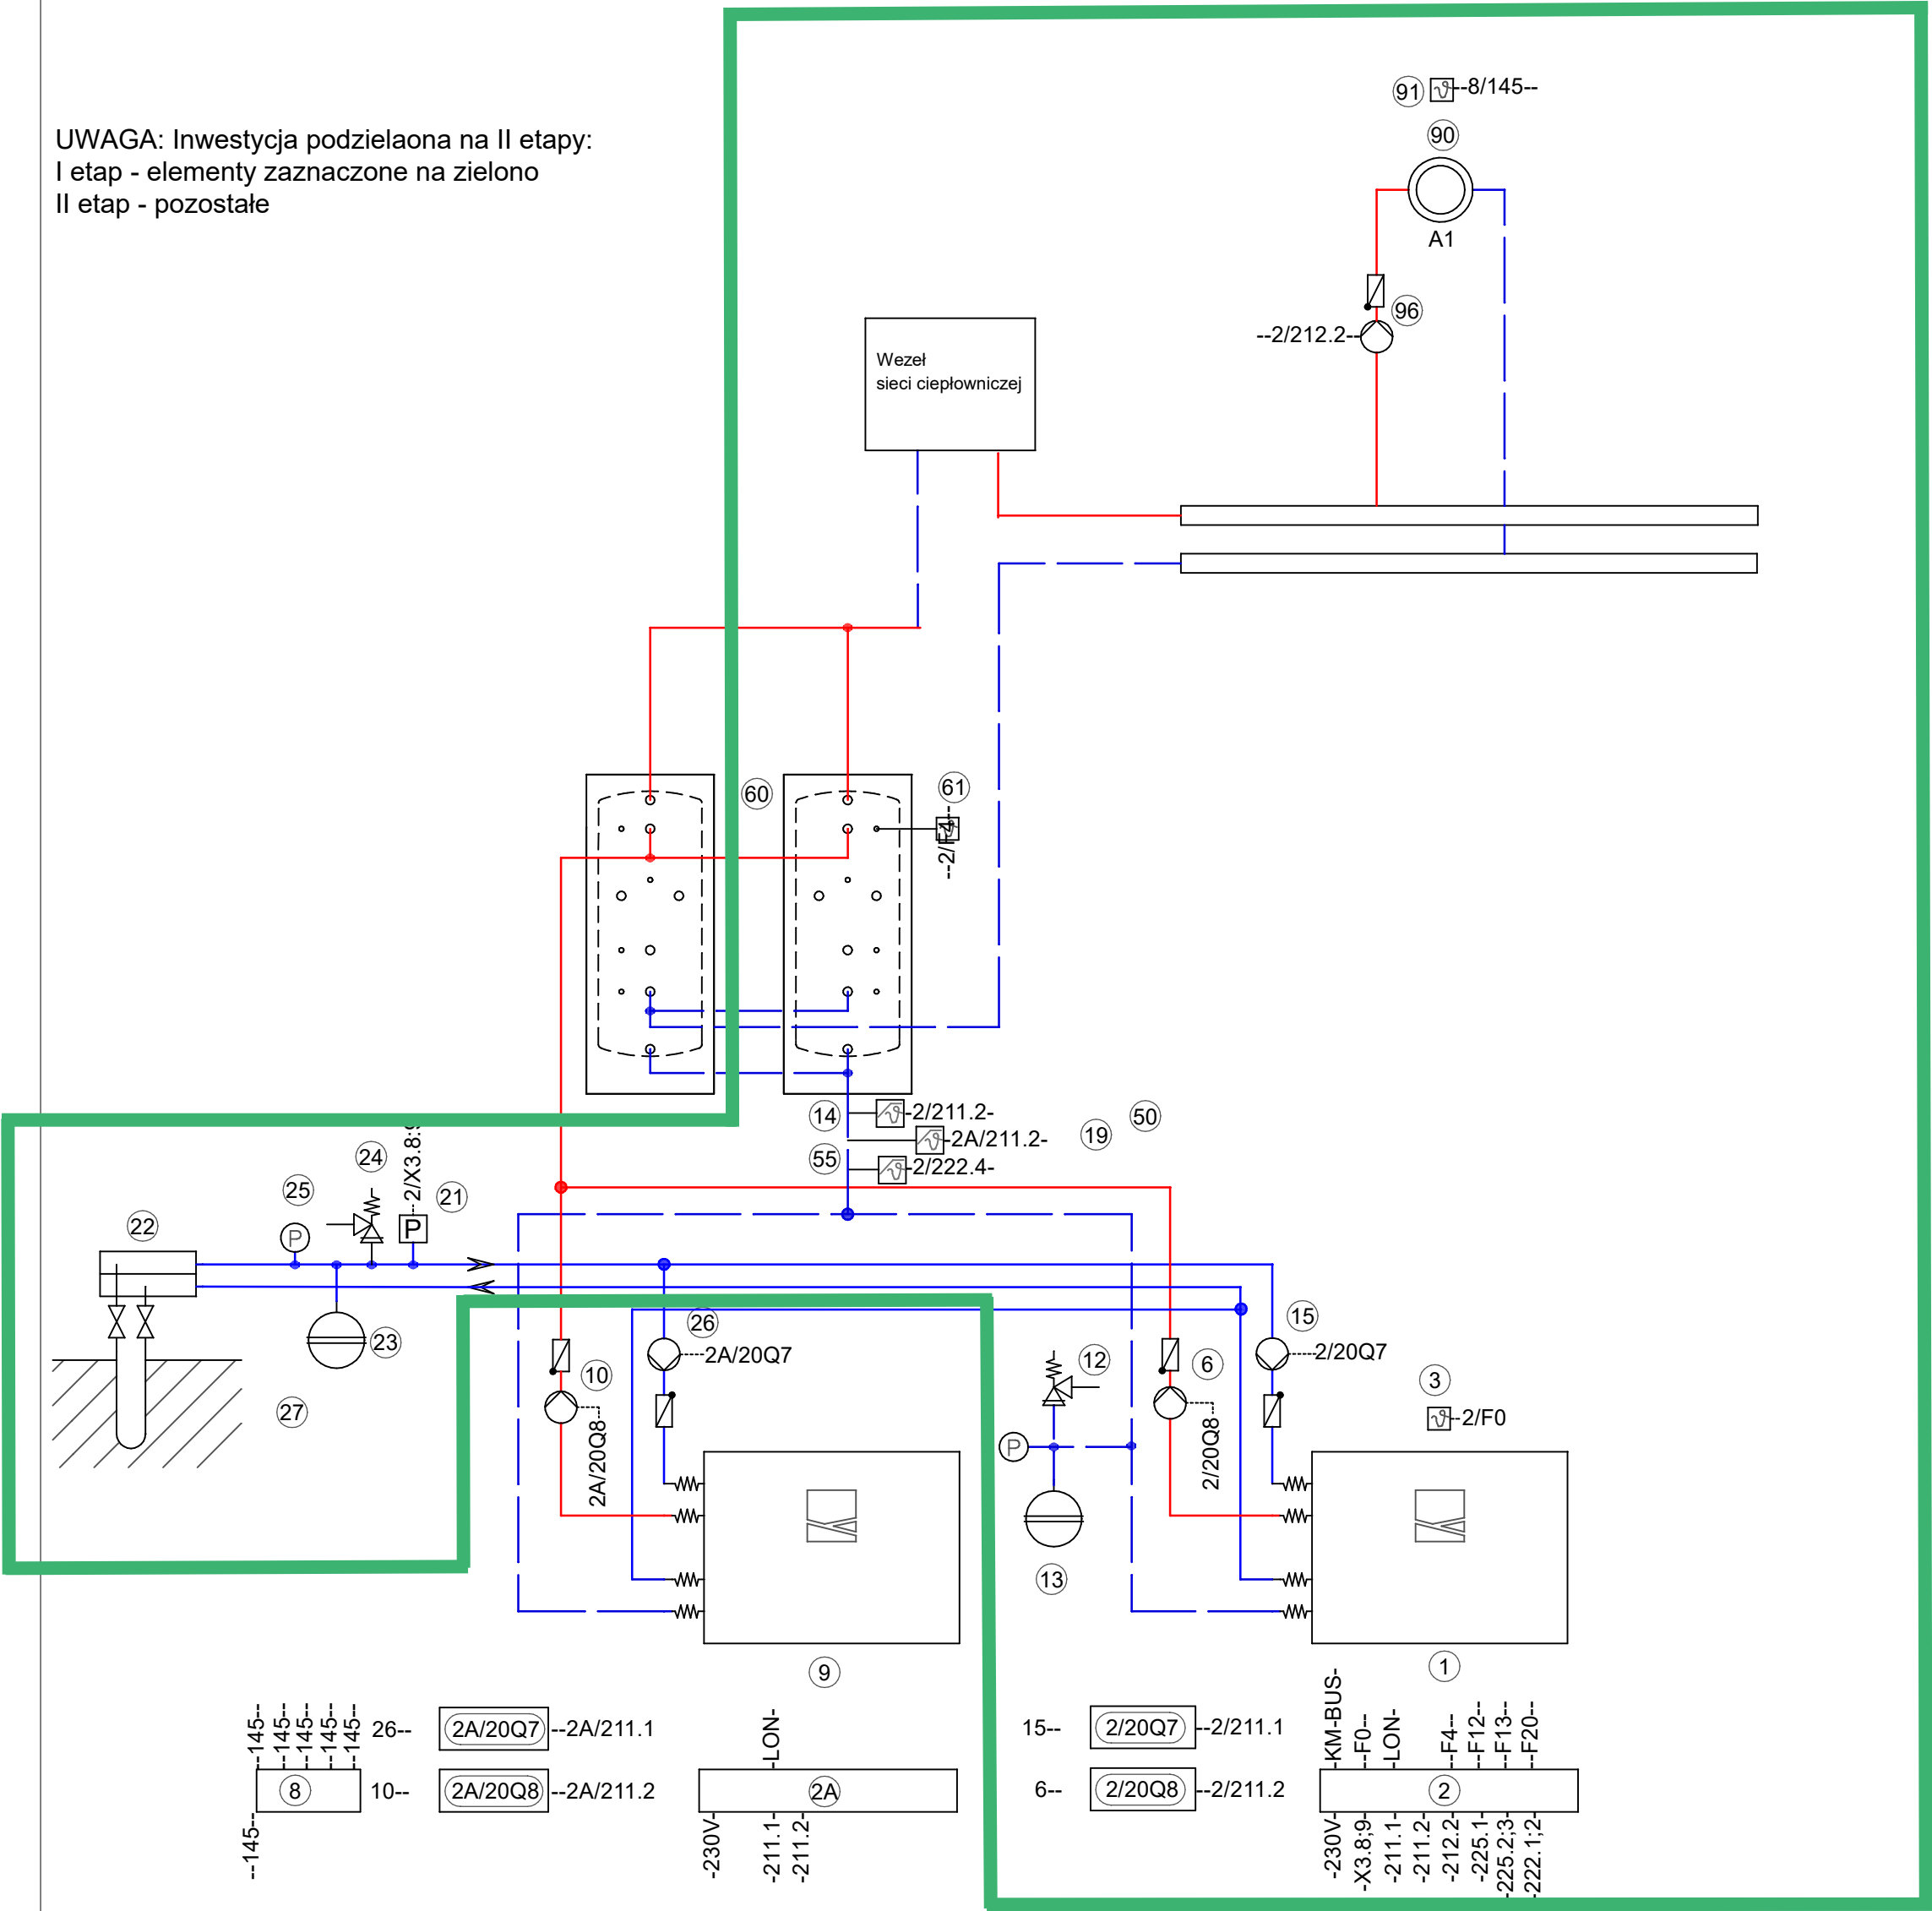 UWAGA: Inwestycja podzielaona na II etapy:
I etap - elementy zaznaczone na zielono
II etap - pozostałe
91 --8/145--
90
A1
96
--2/212.2--
Wezeł
sieci ciepłowniczej
60
61
--2/F4--
14 -2/211.2-
-2A/211.2-
19
50
55 -2/222.4-
24
2/X3.8:9
25
21
P
P
22
23
27
26
2A/20Q7
10
2A/20Q8
12
P
13
6
2/20Q8
15
2/20Q7
3
-2/F0
9
1
--145--
-145--
-145--
-145--
-145--
-145--
8
26-- 2A/20Q7 --2A/211.1
10-- 2A/20Q8 --2A/211.2
-LON-
2A
-230V-
-211.1-
-211.2-
15-- 2/20Q7 --2/211.1
6-- 2/20Q8 --2/211.2
-KM-BUS-
--F0--
-LON-
--F4--
--F12--
--F13--
--F20--
2
-230V-
-X3.8;9-
-211.1-
-211.2-
-212.2-
-225.1-
-225.2;3
-222.1;2